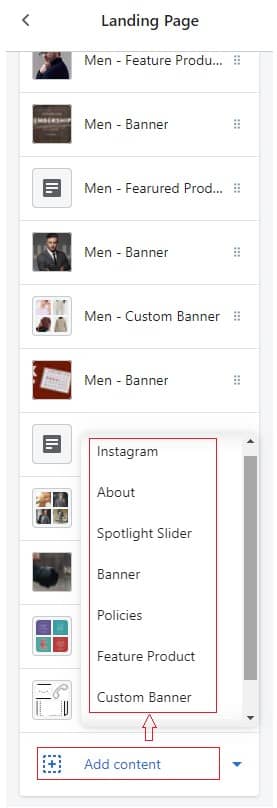 Landing Page
Men - Feature Produ...
Men - Banner
Men - Fearured Prod...
Men - Banner
Men - Custom Banner
Men - Banner
Instagram
About
Spotlight Slider
Banner
Policies
Feature Product
Custom Banner
Add content